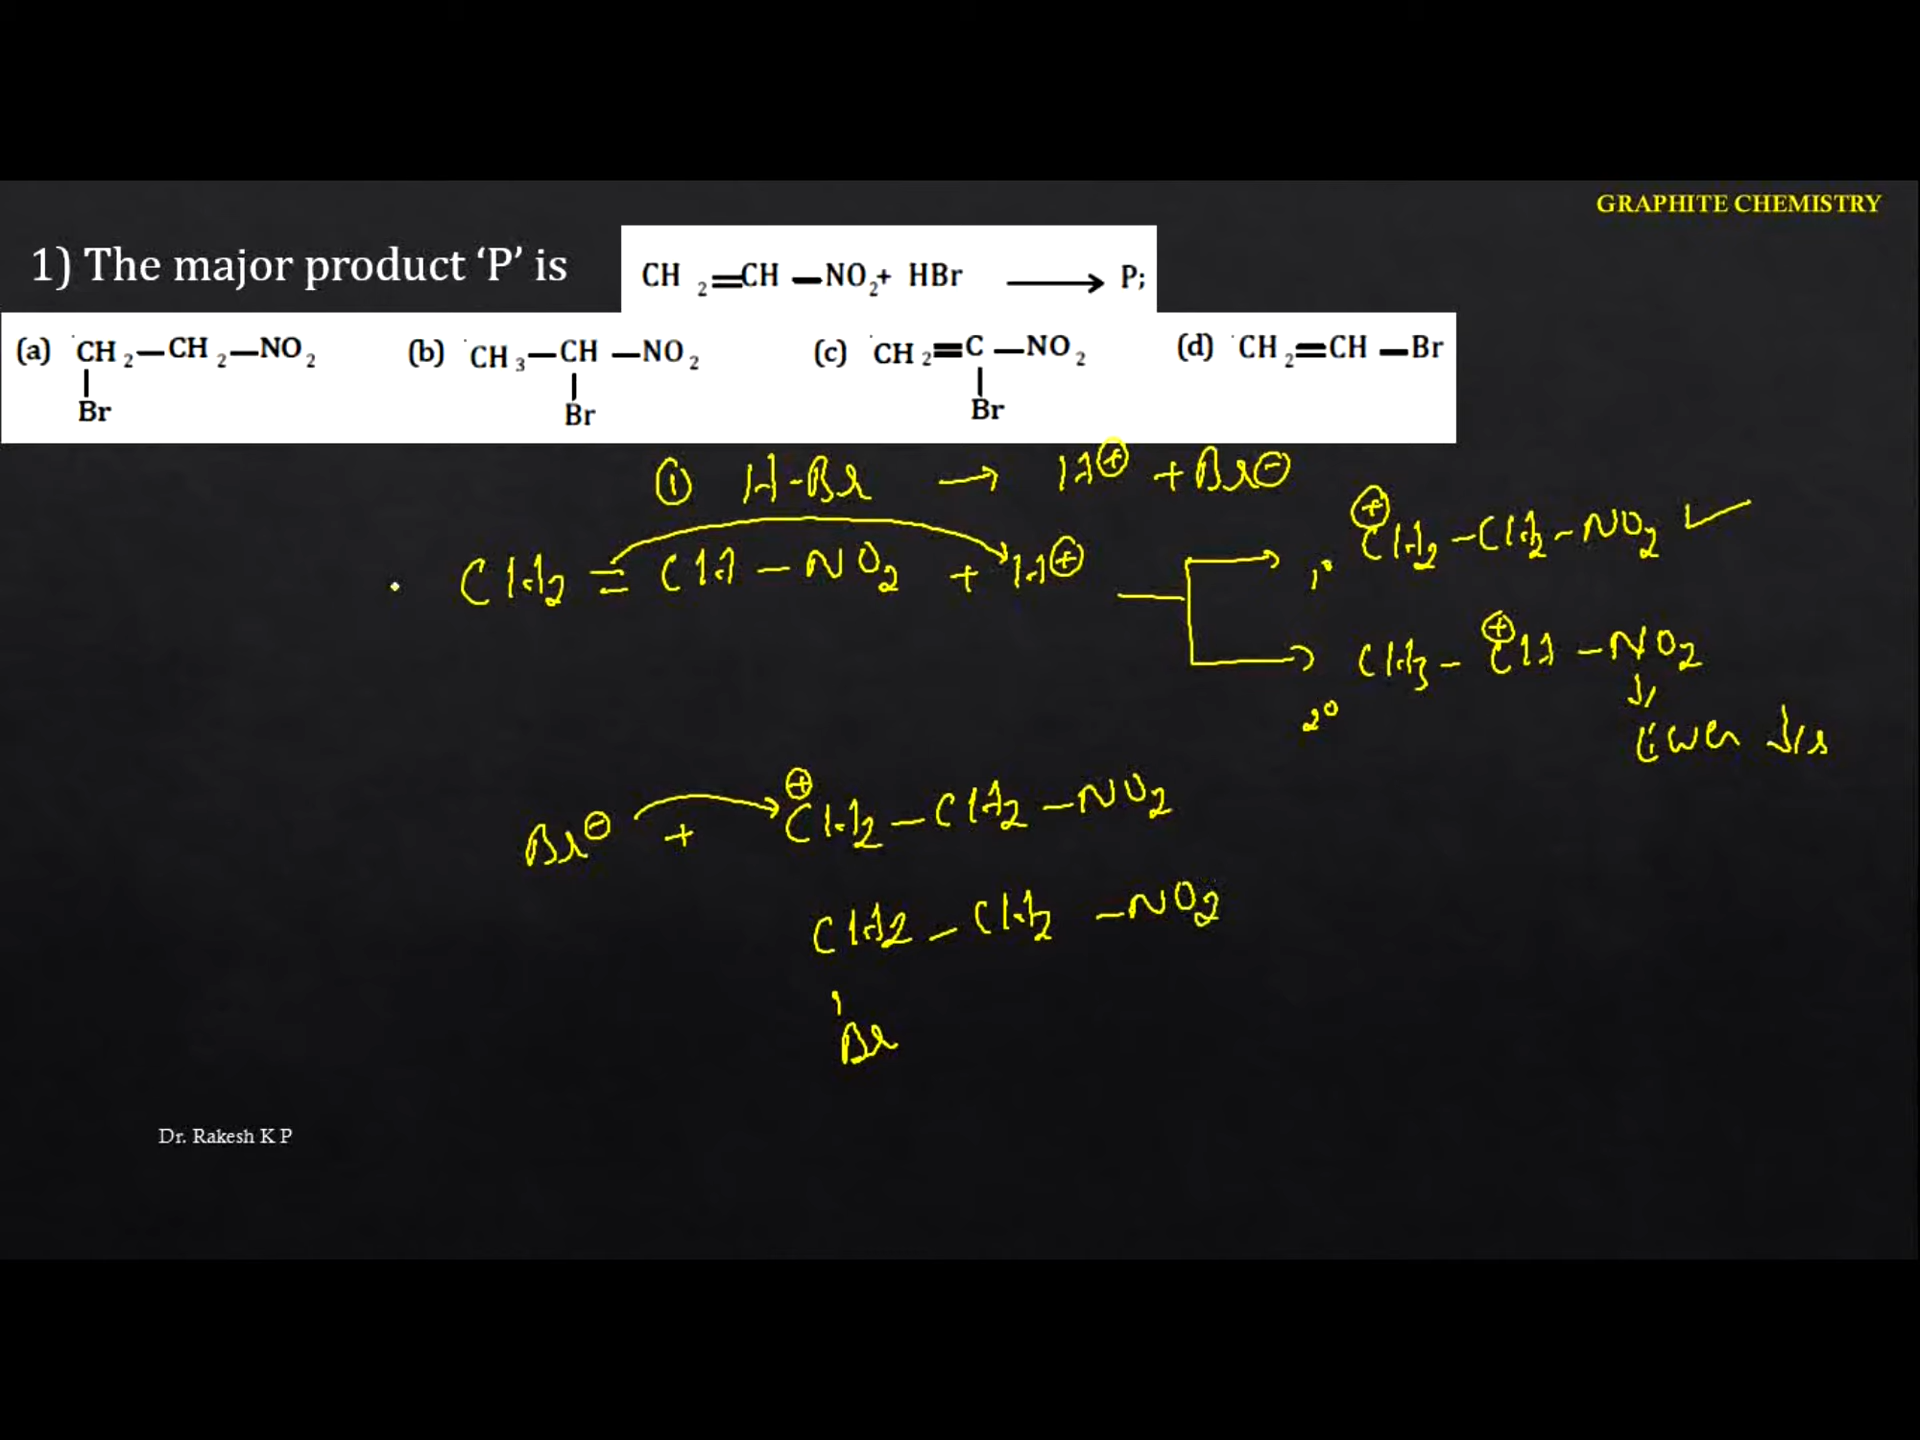 GRAPHITE CHEMISTRY
1) The major product ‘P’ is
CH₂=CH—NO₂+ HBr ⟶ P;
(a) CH₂—CH₂—NO₂ (b) CH₃—CH—NO₂ (c) CH₂=C—NO₂ (d) CH₂=CH—Br
Br Br Br
① H-Br → H⊕ + Br⊖
CH₂ = CH – NO₂ + H⊕
1° ⊕CH₂ – CH₂ – NO₂ ✓
2° CH₃ – ⊕CH – NO₂
↓
EWG
Br⊖ + ⊕CH₂ – CH₂ – NO₂
CH₂ – CH₂ – NO₂
Br
Dr. Rakesh K P